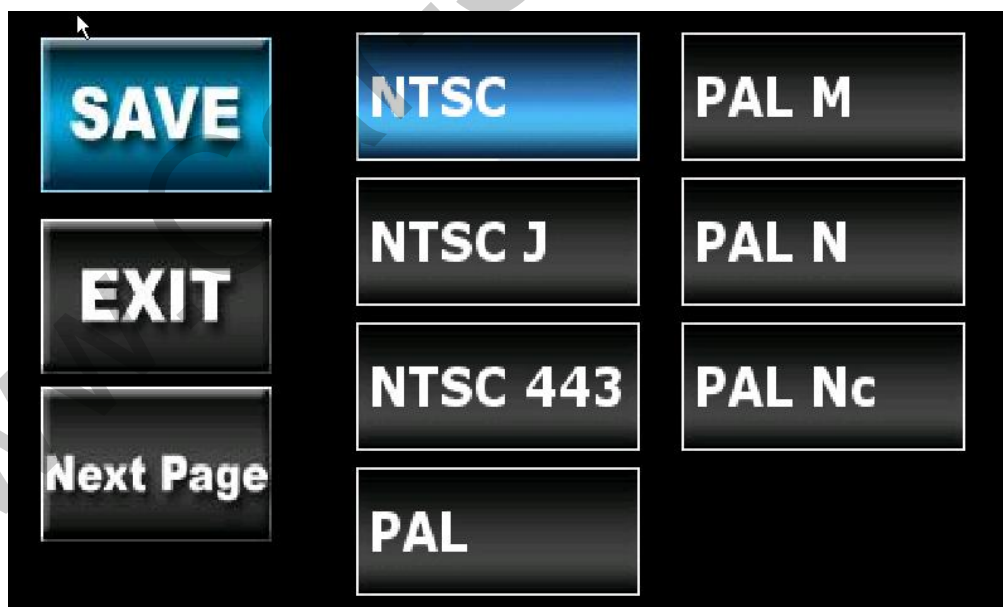 SAVE
EXIT
Next Page
NTSC
NTSC J
NTSC 443
PAL
PAL M
PAL N
PAL Nc